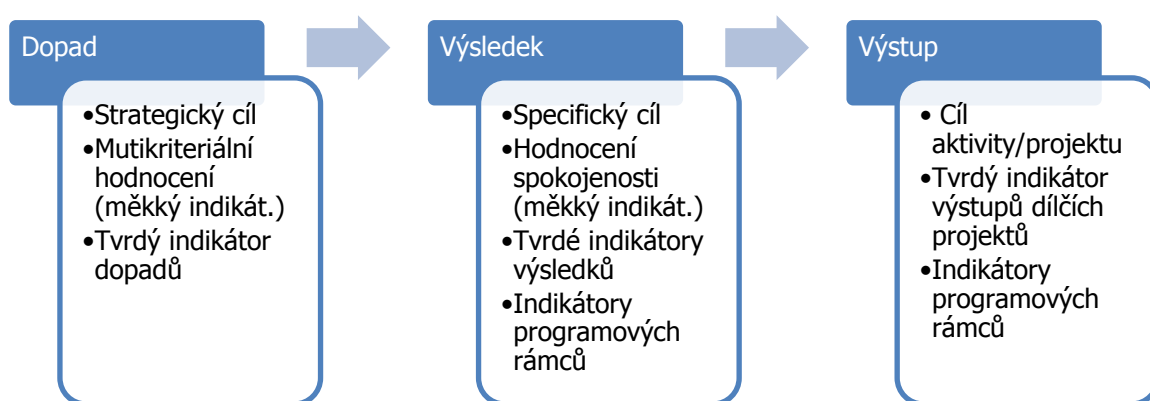 Dopad
•Strategický cíl
•Mutikriteriální
hodnocení
(měkký indikát.)
•Tvrdý indikátor
dopadů
Výsledek
•Specifický cíl
•Hodnocení
spokojenosti
(měkký indikát.)
•Tvrdé indikátory
výsledků
•Indikátory
programových
rámců
Výstup
• Cíl
aktivity/projektu
•Tvrdý indikátor
výstupů dílčích
projektů
•Indikátory
programových
rámců